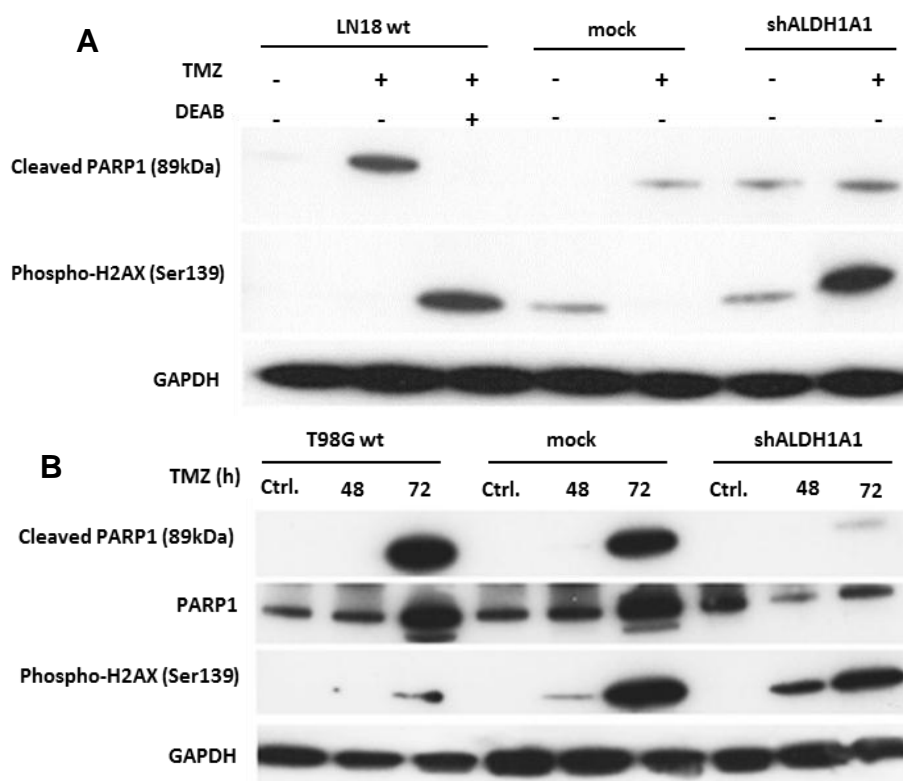 A
LN18 wt mock shALDH1A1
TMZ - + + - + - +
DEAB - - + - - - -
Cleaved PARP1 (89kDa)
Phospho-H2AX (Ser139)
GAPDH
B
T98G wt mock shALDH1A1
TMZ (h) Ctrl. 48 72 Ctrl. 48 72 Ctrl. 48 72
Cleaved PARP1 (89kDa)
PARP1
Phospho-H2AX (Ser139)
GAPDH